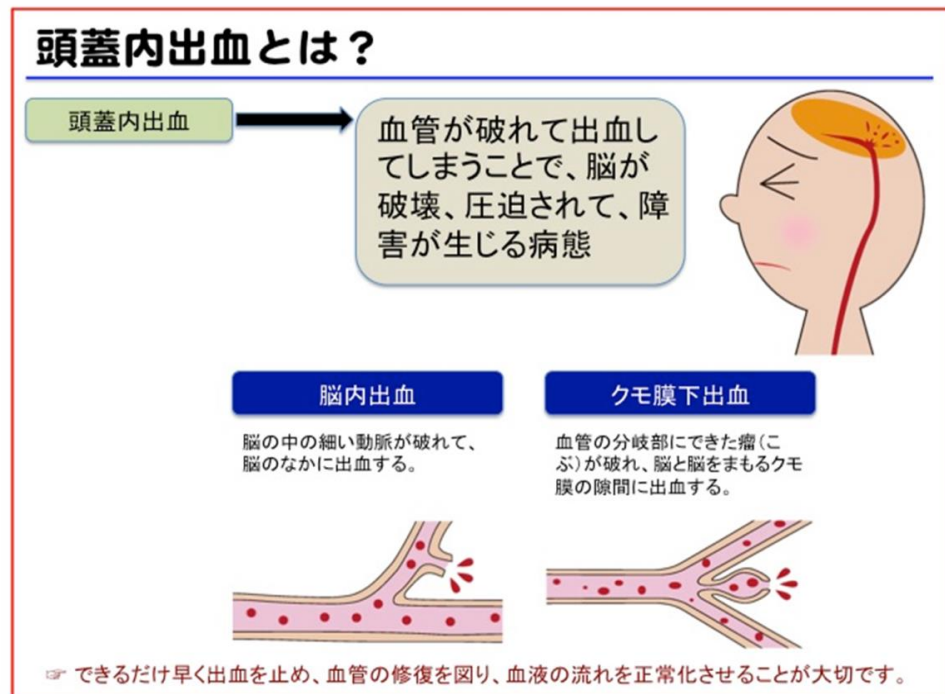 頭蓋内出血とは？
頭蓋内出血
血管が破れて出血し
てしまうことで、脳が
破壊、圧迫されて、障
害が生じる病態
脳内出血
脳の中の細い動脈が破れて、
脳のなかに出血する。
クモ膜下出血
血管の分岐部にできた瘤（こ
ぶ）が破れ、脳と脳をまもるクモ
膜の隙間に出血する。
☞ できるだけ早く出血を止め、血管の修復を図り、血液の流れを正常化させることが大切です。